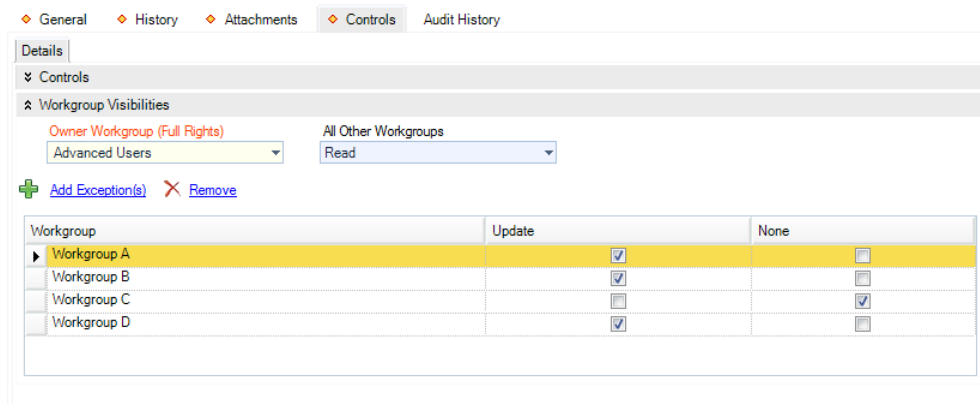 General History Attachments Controls Audit History
Details
Controls
Workgroup Visibilities
Owner Workgroup (Full Rights) All Other Workgroups
Advanced Users Read
Add Exception(s) Remove
Workgroup Update None
Workgroup A
Workgroup B
Workgroup C
Workgroup D